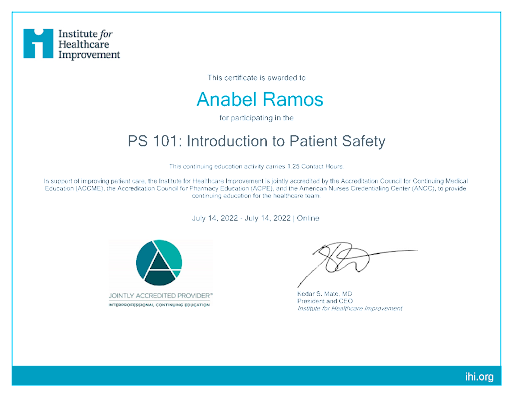 Institute for
Healthcare
Improvement
This certificate is awarded to
Anabel Ramos
for participating in the
PS 101: Introduction to Patient Safety
This continuing education activity carries 1.25 Contact Hours
In support of improving patient care, the Institute for Healthcare Improvement is jointly accredited by the Accreditation Council for Continuing Medical
Education (ACCME), the Accreditation Council for Pharmacy Education (ACPE), and the American Nurses Credentialing Center (ANCC), to provide
continuing education for the healthcare team
July 14, 2022 - July 14, 2022 | Online
JOINTLY ACCREDITED PROVIDER™
INTERPROFESSIONAL CONTINUING EDUCATION
Kedar S. Mate, MD
President and CEO
Institute for Healthcare Improvement
ihi.org